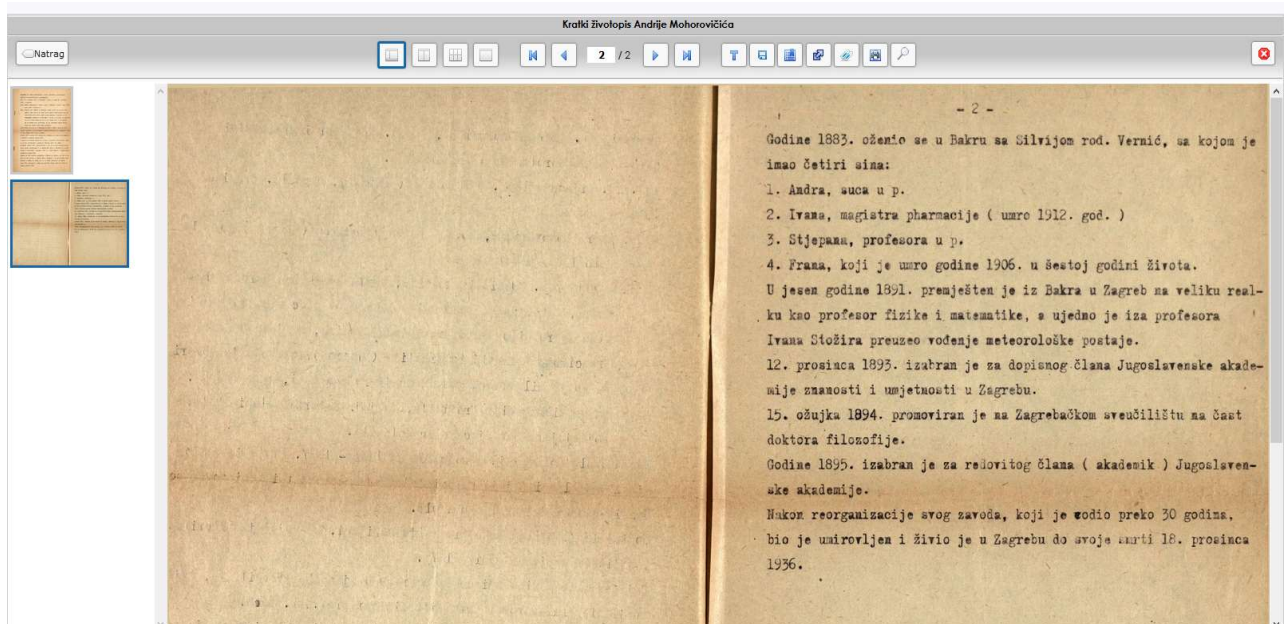 Kratki životopis Andrije Mohorovičića
Natrag
2 / 2
T
- 2 -
Godine 1883. oženio se u Bakru sa Silvijom rod. Vernić, sa kojom je
imao četiri sina:
1. Andra, suca u p.
2. Ivana, magistra pharmacije ( umro 1912. god. )
3. Stjepana, profesora u p.
4. Frana, koji je umro godine 1906. u šestoj godini života.
U jesen godine 1891. premješten je iz Bakra u Zagreb na veliku real-
ku kao profesor fizike i matematike, a ujedno je iza profesora
Ivana Stožira preuzeo vođenje meteorološke postaje.
12. prosinca 1893. izabran je za dopisnog člana Jugoslavenske akade-
mije znanosti i umjetnosti u Zagrebu.
15. ožujka 1894. promoviran je na Zagrebačkom sveučilištu na čast
doktora filozofije.
Godine 1895. izabran je za redovitog člana ( akademik ) Jugoslaven-
ske akademije.
Nakon reorganizacije svog zavoda, koji je vodio preko 30 godina,
bio je umirovljen i živio je u Zagrebu do svoje smrti 18. prosinca
1936.